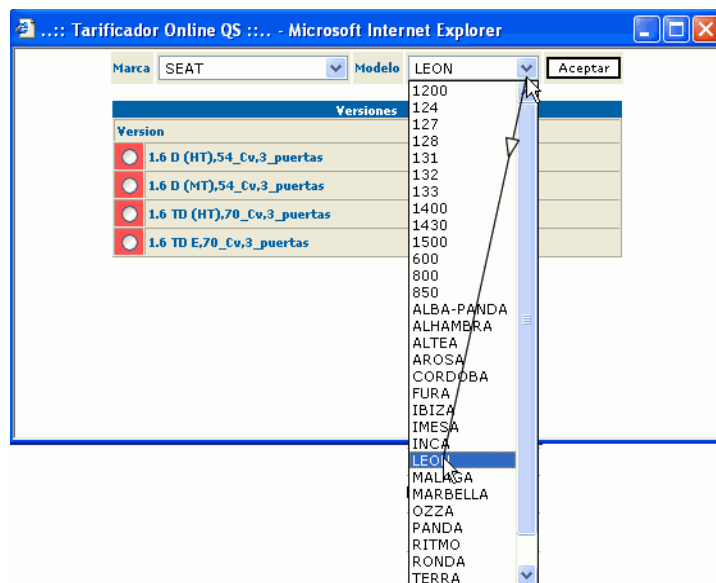 ..:: Tarificador Online QS ::.. - Microsoft Internet Explorer
Marca SEAT Modelo LEON Aceptar
Versiones
Version
1.6 D (HT),54_Cv,3_puertas
1.6 D (MT),54_Cv,3_puertas
1.6 TD (HT),70_Cv,3_puertas
1.6 TD E,70_Cv,3_puertas
1200
124
127
128
131
132
133
1400
1430
1500
600
800
850
ALBA-PANDA
ALHAMBRA
ALTEA
AROSA
CORDOBA
FURA
IBIZA
IMESA
INCA
LEON
MALAGA
MARBELLA
OZZA
PANDA
RITMO
RONDA
TERRA